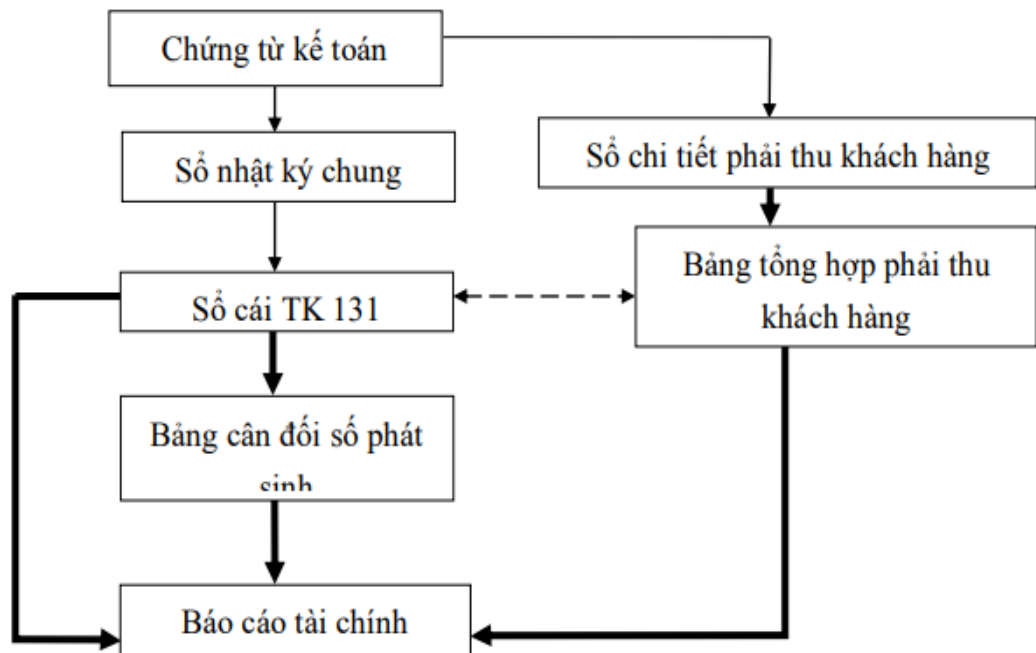 Chứng từ kế toán
Sổ nhật ký chung
Sổ chi tiết phải thu khách hàng
Sổ cái TK 131
Bảng tổng hợp phải thu
khách hàng
Bảng cân đối số phát
sinh
Báo cáo tài chính